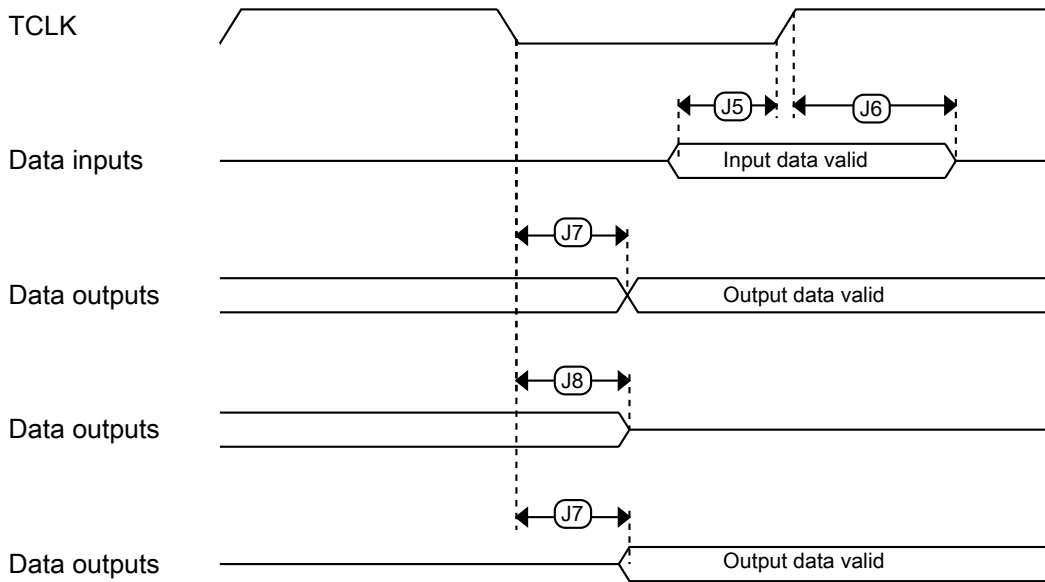 TCLK
J5
J6
Data inputs
Input data valid
J7
Data outputs
Output data valid
J8
Data outputs
J7
Data outputs
Output data valid